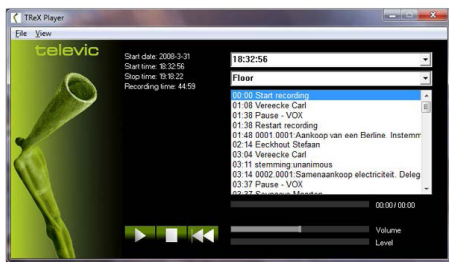 TReX Player
File View
televic
Start date: 2008-3-31
Start time: 18:32:56
Stop time: 19:18:22
Recording time: 44:59
18:32:56
Floor
00:00 Start recording
01:08 Vereecke Carl
01:38 Pause - VOX
01:38 Restart recording
01:48 0001.0001:Aankoop van een Berline. Instemm
02:14 Eeckhout Stefaan
03:04 Vereecke Carl
03:11 stemming:unanimous
03:14 0002.0001:Samenaankoop electriciteit. Deleg
03:37 Pause - VOX
00:00 / 00:00
Volume
Level